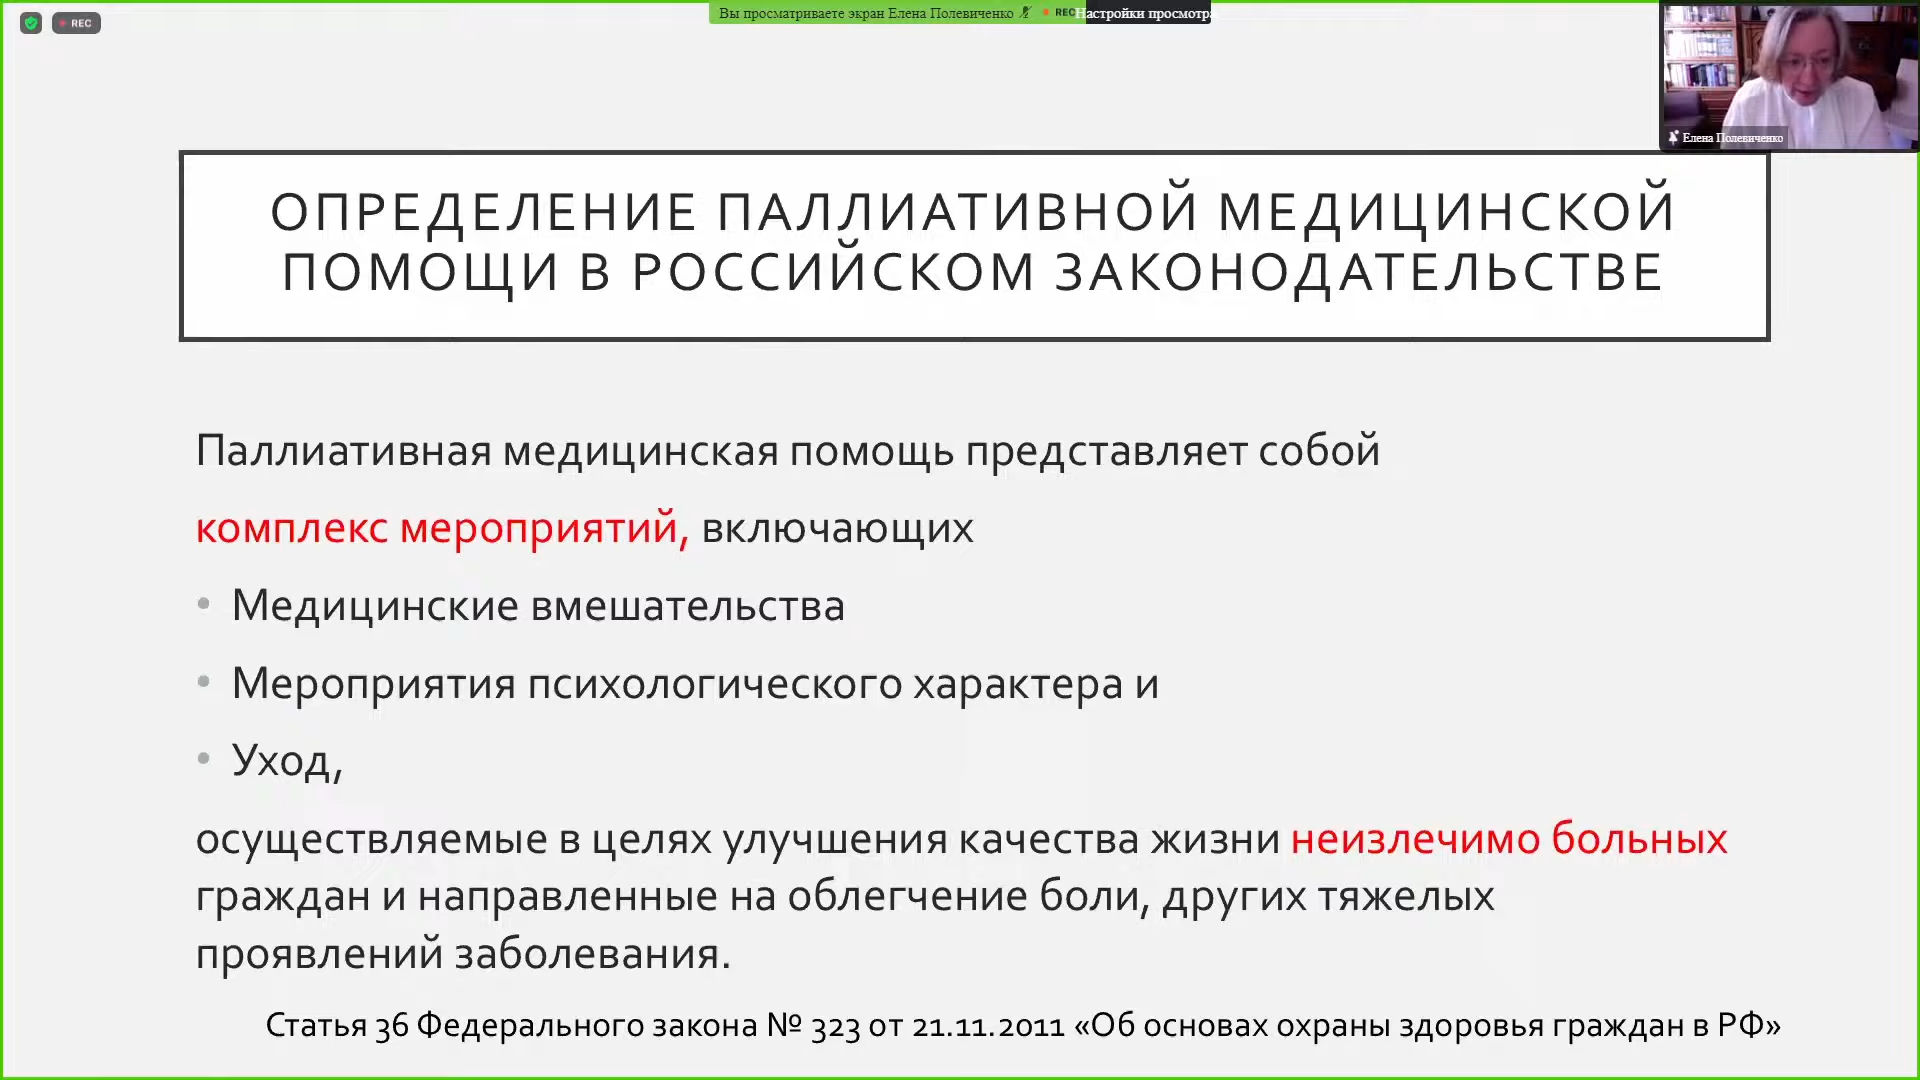 REC
Вы просматриваете экран Елена Полевиченко
REC
Настройки просмотра
Елена Полевиченко
ОПРЕДЕЛЕНИЕ ПАЛЛИАТИВНОЙ МЕДИЦИНСКОЙ
ПОМОЩИ В РОССИЙСКОМ ЗАКОНОДАТЕЛЬСТВЕ
Паллиативная медицинская помощь представляет собой
комплекс мероприятий, включающих
• Медицинские вмешательства
• Мероприятия психологического характера и
• Уход,
осуществляемые в целях улучшения качества жизни неизлечимо больных
граждан и направленные на облегчение боли, других тяжелых
проявлений заболевания.
Статья 36 Федерального закона № 323 от 21.11.2011 «Об основах охраны здоровья граждан в РФ»